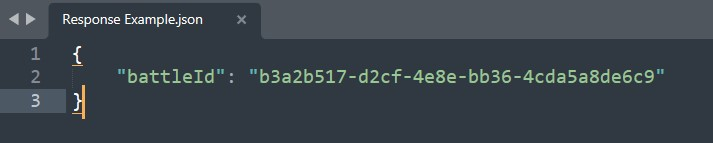 Response Example.json ×
1 {
2     "battleId": "b3a2b517-d2cf-4e8e-bb36-4cda5a8de6c9"
3 }